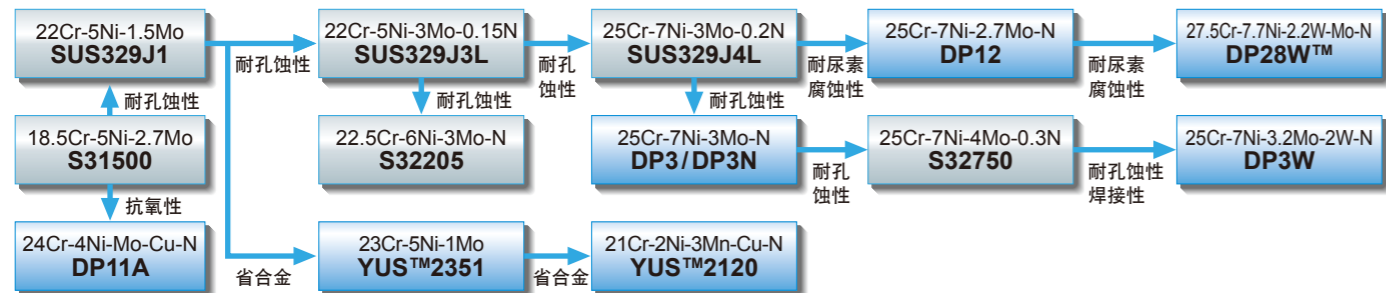 22Cr-5Ni-1.5Mo
SUS329J1
耐孔蚀性
22Cr-5Ni-3Mo-0.15N
SUS329J3L
耐孔
蚀性
25Cr-7Ni-3Mo-0.2N
SUS329J4L
耐尿素
腐蚀性
25Cr-7Ni-2.7Mo-N
DP12
耐尿素
腐蚀性
27.5Cr-7.7Ni-2.2W-Mo-N
DP28W™
耐孔蚀性
耐孔蚀性
耐孔蚀性
18.5Cr-5Ni-2.7Mo
S31500
22.5Cr-6Ni-3Mo-N
S32205
25Cr-7Ni-3Mo-N
DP3/DP3N
耐孔
蚀性
25Cr-7Ni-4Mo-0.3N
S32750
耐孔蚀性
焊接性
25Cr-7Ni-3.2Mo-2W-N
DP3W
抗氧性
24Cr-4Ni-Mo-Cu-N
DP11A
省合金
23Cr-5Ni-1Mo
YUS™2351
省合金
21Cr-2Ni-3Mn-Cu-N
YUS™2120